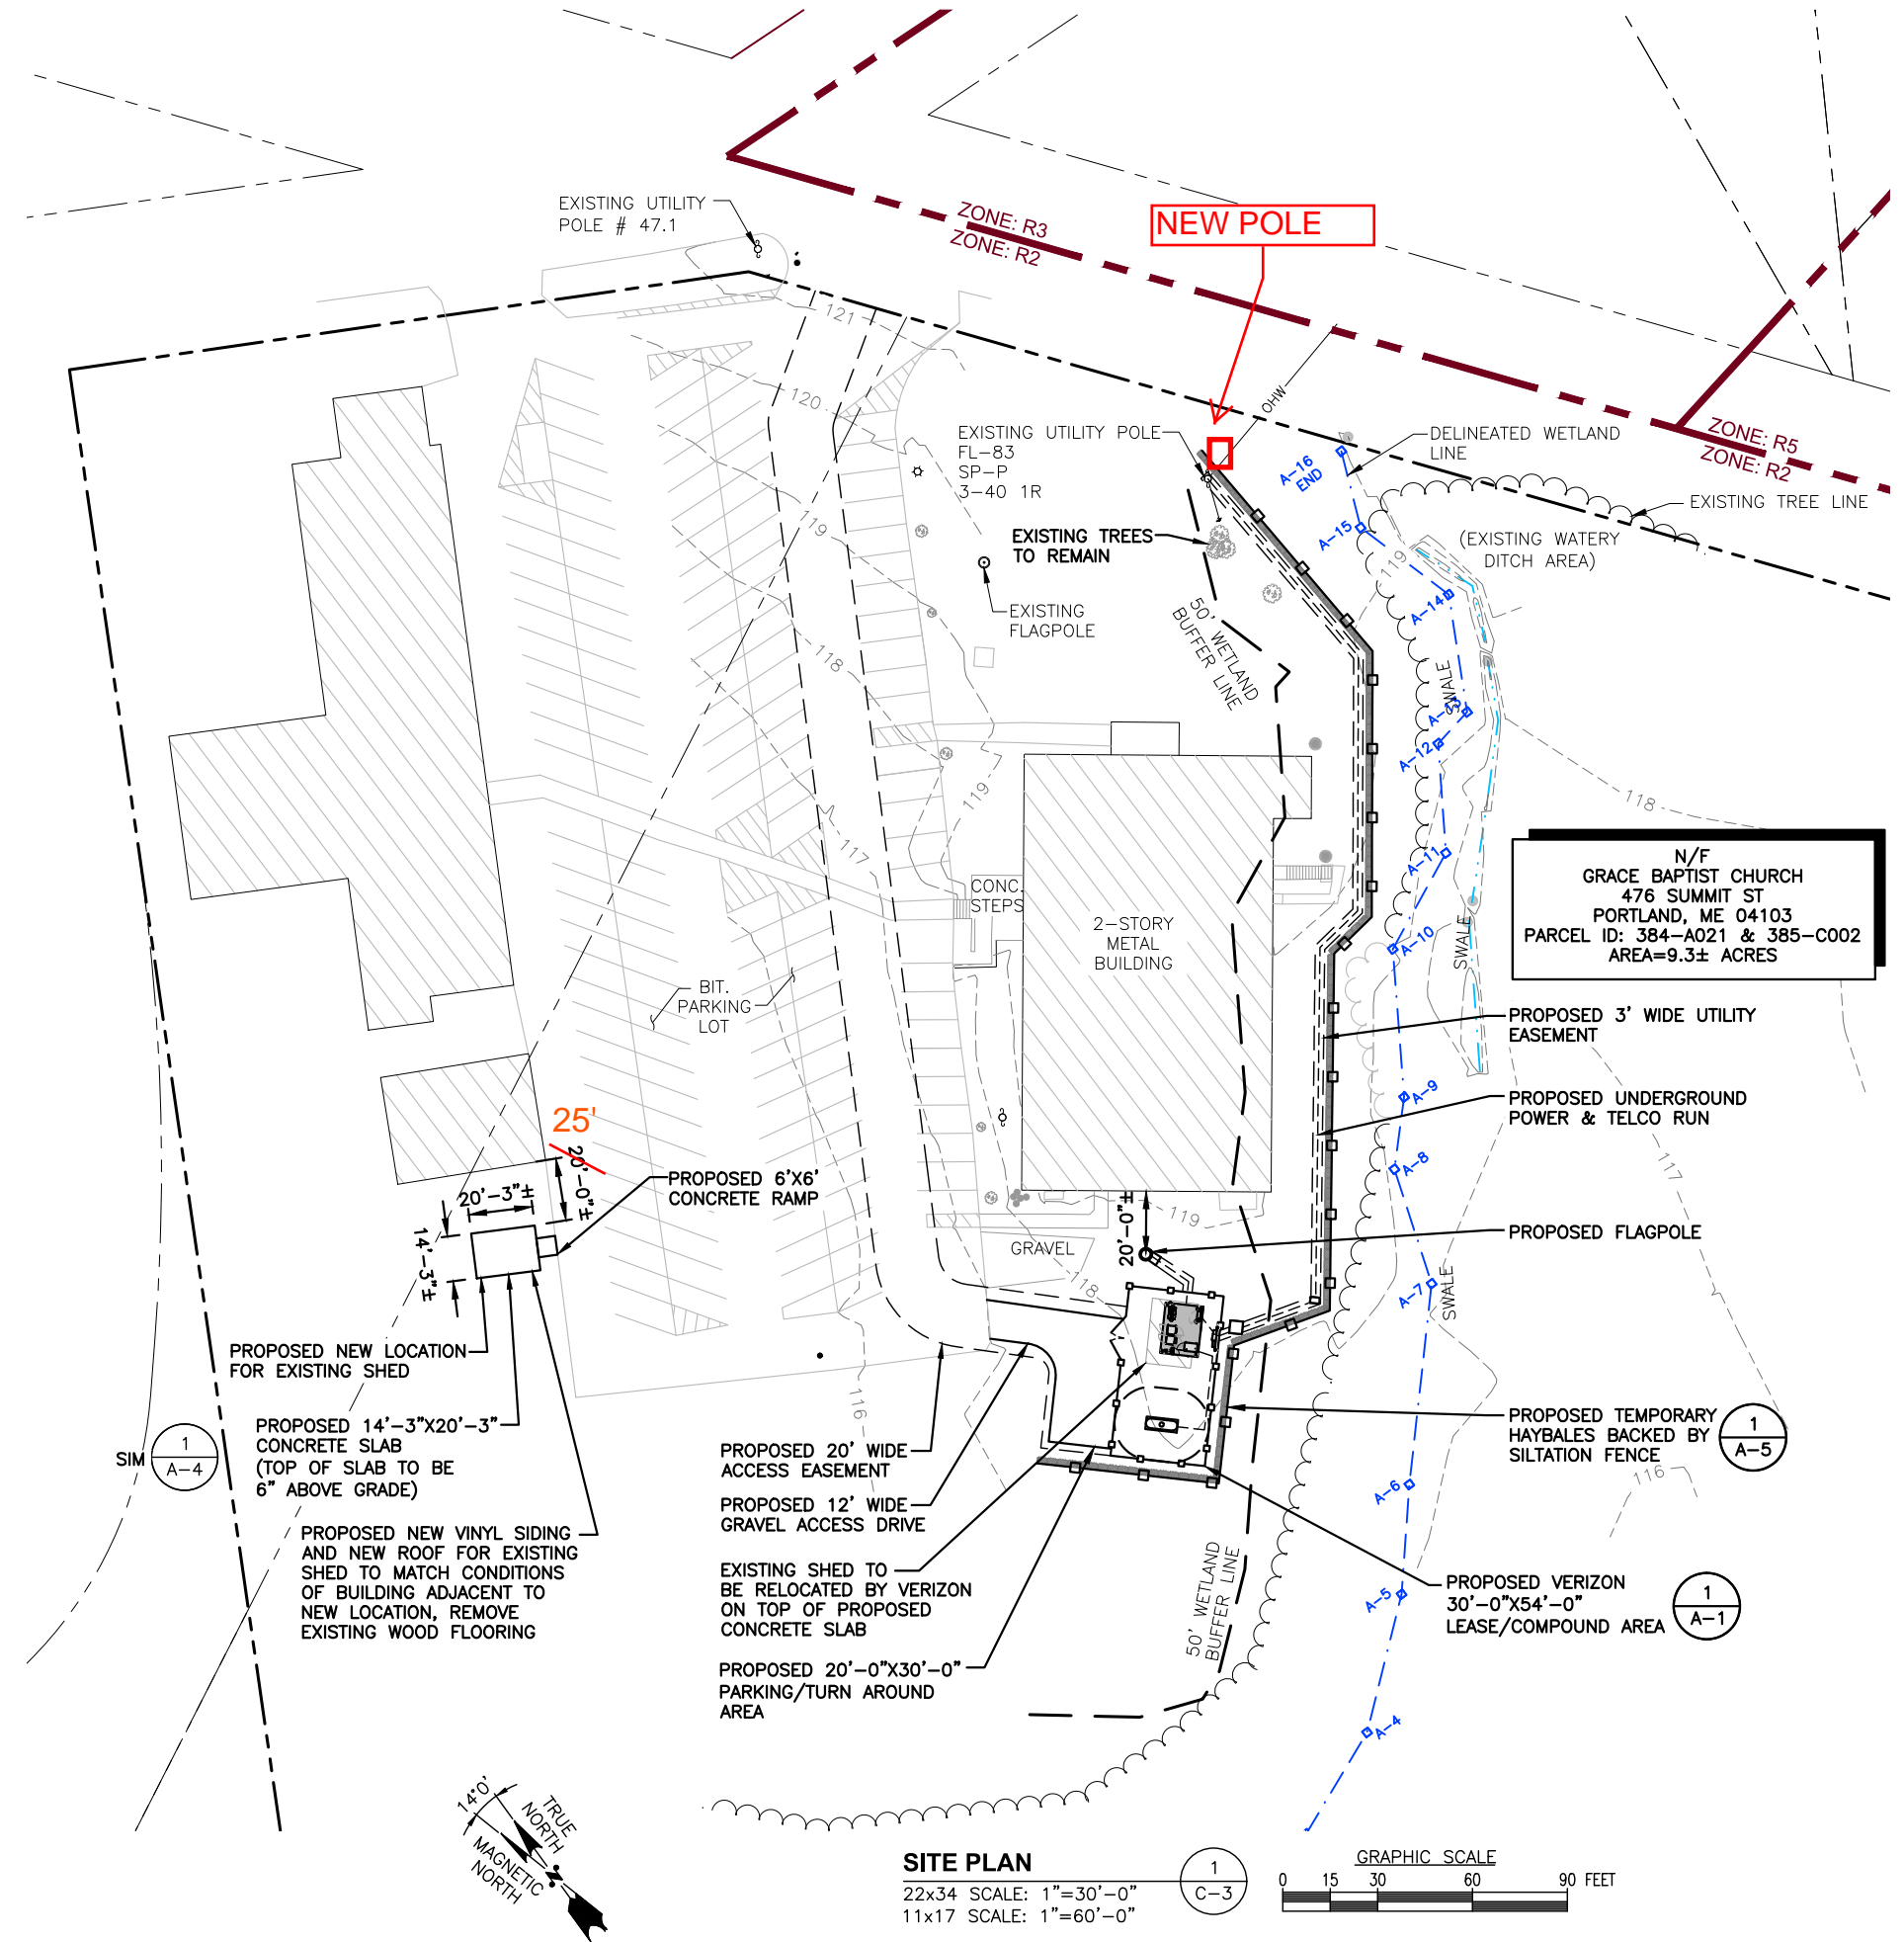 EXISTING UTILITY
POLE # 47.1
ZONE: R3
ZONE: R2
NEW POLE
121
120
119
118
117
116
OHW
EXISTING UTILITY POLE
FL-83
SP-P
3-40 1R
EXISTING TREES
TO REMAIN
EXISTING
FLAGPOLE
50' WETLAND
BUFFER LINE
A-16
END
DELINEATED WETLAND
LINE
ZONE: R5
ZONE: R2
EXISTING TREE LINE
(EXISTING WATERY
DITCH AREA)
A-15
119
A-14
SWALE
A-13
A-12
118
A-11
A-10
SWALE
119
CONC.
STEPS
2-STORY
METAL
BUILDING
BIT.
PARKING
LOT
N/F
GRACE BAPTIST CHURCH
476 SUMMIT ST
PORTLAND, ME 04103
PARCEL ID: 384-A021 & 385-C002
AREA=9.3± ACRES
PROPOSED 3' WIDE UTILITY
EASEMENT
PROPOSED UNDERGROUND
POWER & TELCO RUN
A-9
A-8
117
25'
20'-0"±
20'-3"±
14'-3"±
PROPOSED 6'X6'
CONCRETE RAMP
20'-0"±
119
GRAVEL
118
PROPOSED FLAGPOLE
A-7
SWALE
PROPOSED NEW LOCATION
FOR EXISTING SHED
PROPOSED 14'-3"X20'-3"
CONCRETE SLAB
(TOP OF SLAB TO BE
6" ABOVE GRADE)
SIM
1
A-4
PROPOSED NEW VINYL SIDING
AND NEW ROOF FOR EXISTING
SHED TO MATCH CONDITIONS
OF BUILDING ADJACENT TO
NEW LOCATION, REMOVE
EXISTING WOOD FLOORING
PROPOSED 20' WIDE
ACCESS EASEMENT
PROPOSED 12' WIDE
GRAVEL ACCESS DRIVE
EXISTING SHED TO
BE RELOCATED BY VERIZON
ON TOP OF PROPOSED
CONCRETE SLAB
PROPOSED 20'-0"X30'-0"
PARKING/TURN AROUND
AREA
PROPOSED TEMPORARY
HAYBALES BACKED BY
SILTATION FENCE
1
A-5
116
A-6
A-5
50' WETLAND
BUFFER LINE
PROPOSED VERIZON
30'-0"X54'-0"
LEASE/COMPOUND AREA
1
A-1
A-4
14°0'
TRUE
NORTH
MAGNETIC
NORTH
SITE PLAN
22x34 SCALE: 1"=30'-0"
11x17 SCALE: 1"=60'-0"
1
C-3
GRAPHIC SCALE
0 15 30 60 90 FEET